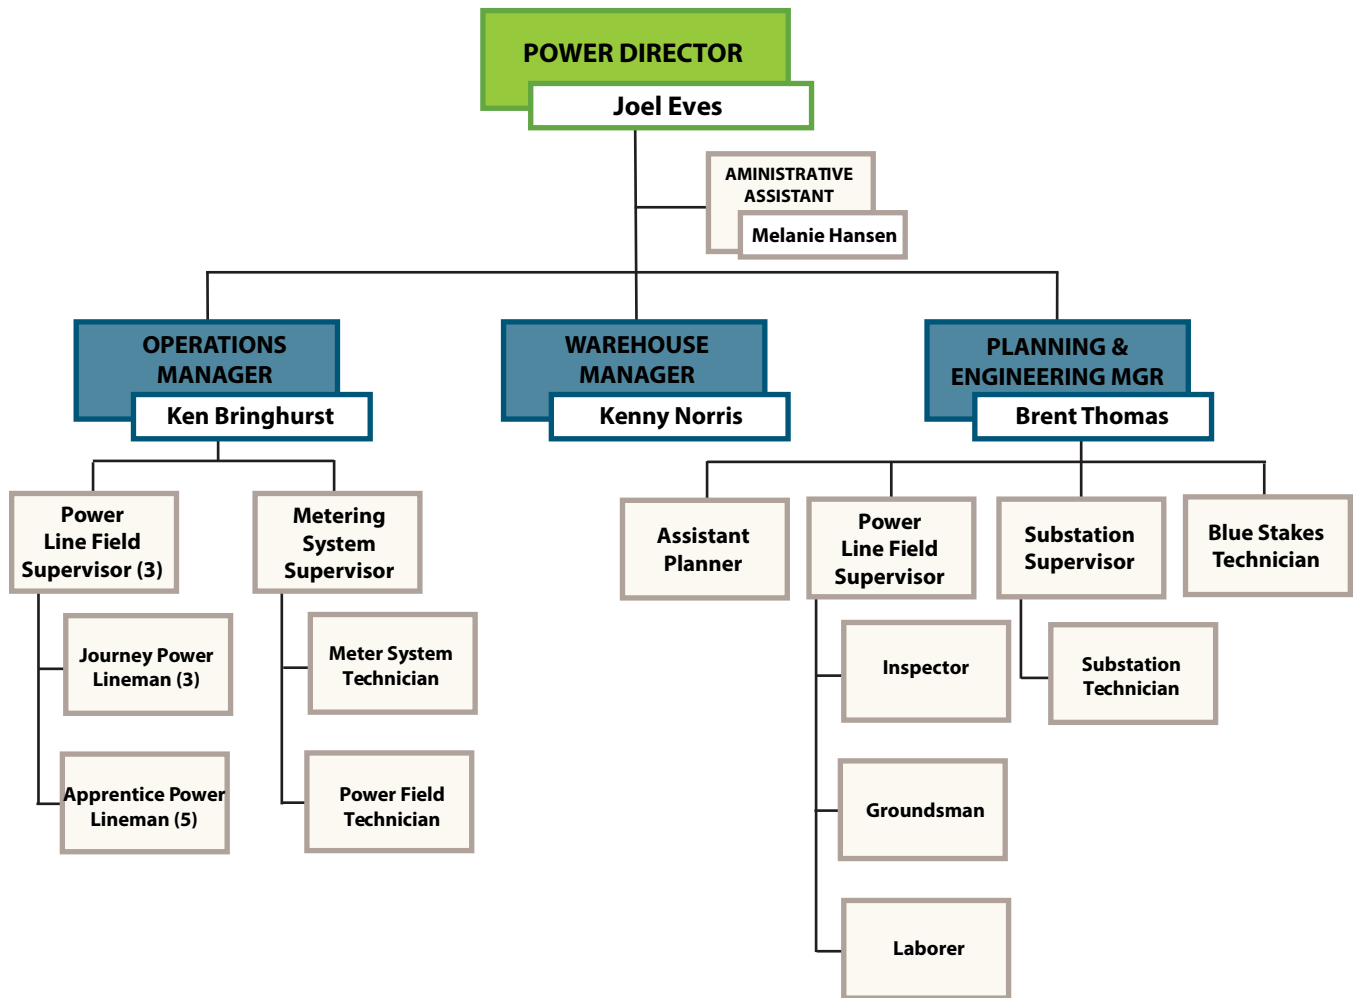 POWER DIRECTOR
Joel Eves
AMINISTRATIVE
ASSISTANT
Melanie Hansen
OPERATIONS
MANAGER
Ken Bringhurst
WAREHOUSE
MANAGER
Kenny Norris
PLANNING &
ENGINEERING MGR
Brent Thomas
Power
Line Field
Supervisor (3)
Metering
System
Supervisor
Assistant
Planner
Power
Line Field
Supervisor
Substation
Supervisor
Blue Stakes
Technician
Journey Power
Lineman (3)
Meter System
Technician
Inspector
Substation
Technician
Apprentice Power
Lineman (5)
Power Field
Technician
Groundsman
Laborer